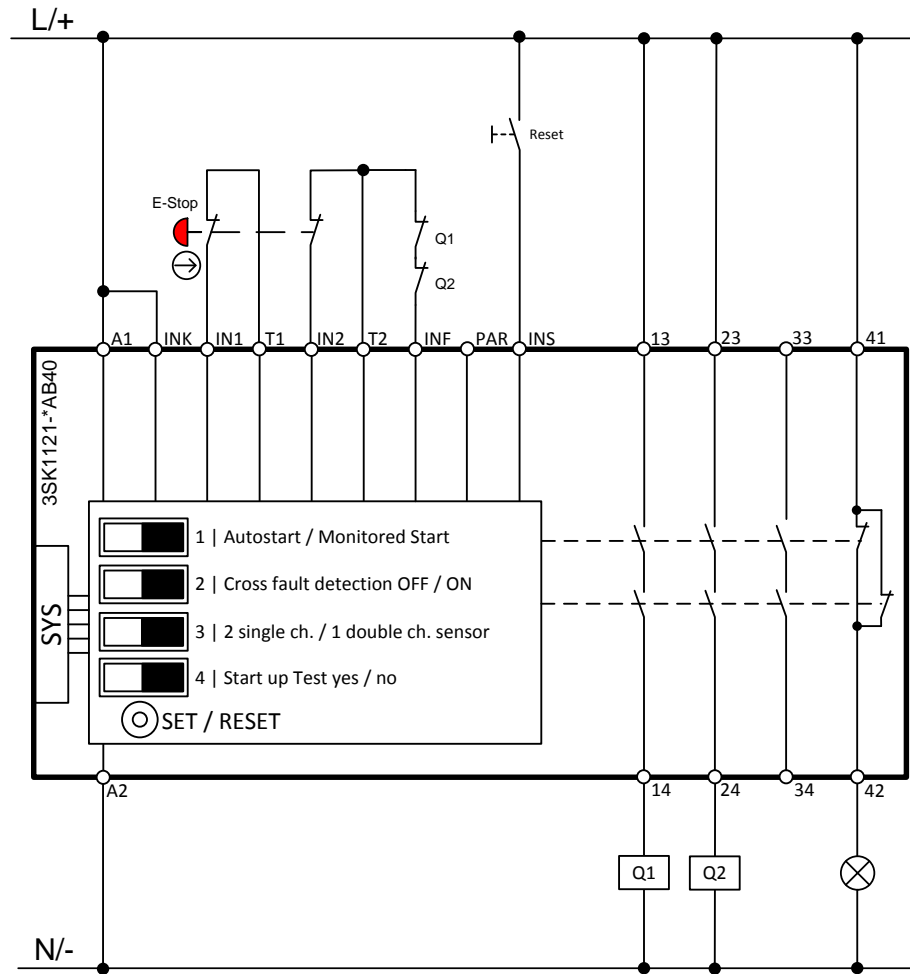 L/+
Reset
E-Stop
Q1
Q2
A1 INK IN1 T1 IN2 T2 INF PAR INS 13 23 33 41
3SK1121-*AB40
1 | Autostart / Monitored Start
2 | Cross fault detection OFF / ON
3 | 2 single ch. / 1 double ch. sensor
4 | Start up Test yes / no
SYS
SET / RESET
A2 14 24 34 42
Q1 Q2
N/-